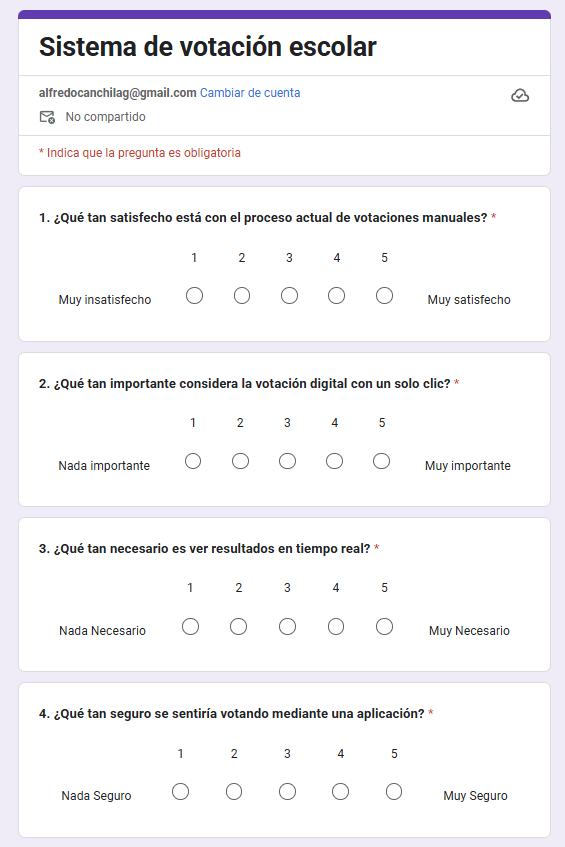 Sistema de votación escolar
alfredocanchilag@gmail.com Cambiar de cuenta
No compartido
* Indica que la pregunta es obligatoria
1. ¿Qué tan satisfecho está con el proceso actual de votaciones manuales? *
1 2 3 4 5
Muy insatisfecho Muy satisfecho
2. ¿Qué tan importante considera la votación digital con un solo clic? *
1 2 3 4 5
Nada importante Muy importante
3. ¿Qué tan necesario es ver resultados en tiempo real? *
1 2 3 4 5
Nada Necesario Muy Necesario
4. ¿Qué tan seguro se sentiría votando mediante una aplicación? *
1 2 3 4 5
Nada Seguro Muy Seguro